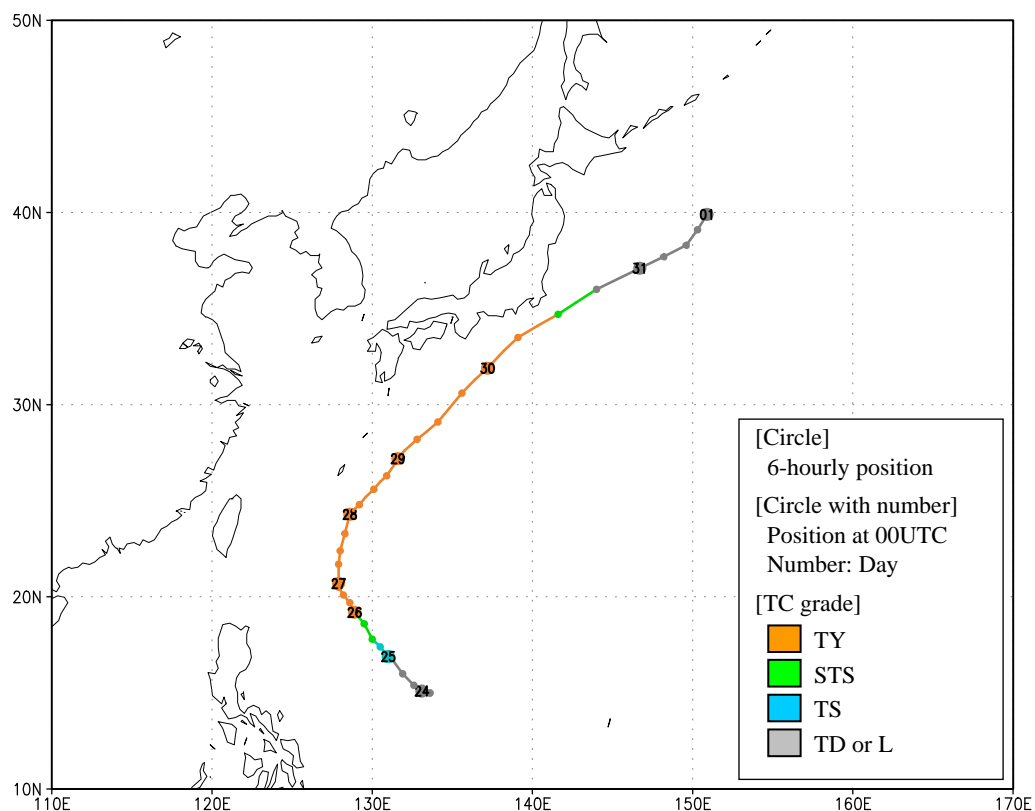 50N
40N
30N
20N
10N
110E 120E 130E 140E 150E 160E 170E
01
31
30
29
28
27
26
25
24
[Circle]
6-hourly position
[Circle with number]
Position at 00UTC
Number: Day
[TC grade]
TY
STS
TS
TD or L